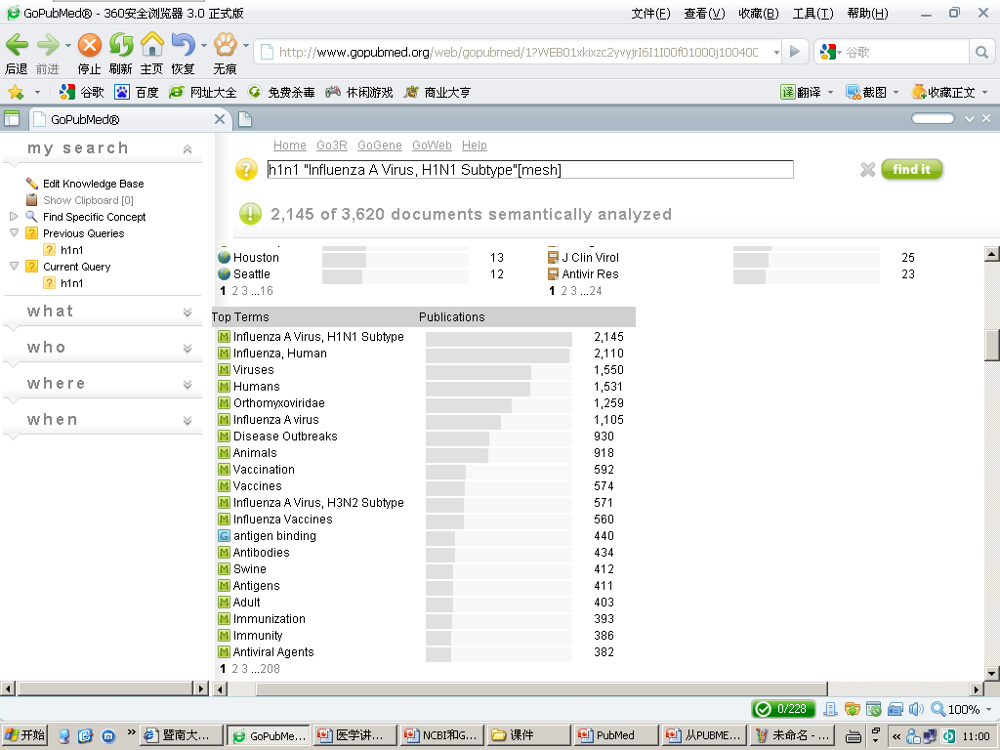 GoPubMed® - 360安全浏览器 3.0 正式版
文件(F) 查看(V) 收藏(B) 工具(T) 帮助(H)
http://www.gopubmed.org/web/gopubmed/1?WEB01xkixzc2yvyjrI6I1I00f01000j10040C
谷歌
后退 前进 停止 刷新 主页 恢复 无痕
谷歌 百度 网址大全 免费杀毒 休闲游戏 商业大亨 翻译 截图 收藏正文
GoPubMed®
my search
Home Go3R GoGene GoWeb Help
h1n1 "Influenza A Virus, H1N1 Subtype"[mesh]
find it
Edit Knowledge Base
Show Clipboard [0]
Find Specific Concept
Previous Queries
h1n1
Current Query
h1n1
what
who
where
when
2,145 of 3,620 documents semantically analyzed
Houston 13 J Clin Virol 25
Seattle 12 Antivir Res 23
1 2 3 ...16 1 2 3 ...24
Top Terms Publications
Influenza A Virus, H1N1 Subtype 2,145
Influenza, Human 2,110
Viruses 1,550
Humans 1,531
Orthomyxoviridae 1,259
Influenza A virus 1,105
Disease Outbreaks 930
Animals 918
Vaccination 592
Vaccines 574
Influenza A Virus, H3N2 Subtype 571
Influenza Vaccines 560
antigen binding 440
Antibodies 434
Swine 412
Antigens 411
Adult 403
Immunization 393
Immunity 386
Antiviral Agents 382
1 2 3 ...208
0/228 100%
开始 暨南大... GoPubMe... 医学讲... NCBI和G... 课件 PubMed 从PUBME... 未命名 - ... 11:00